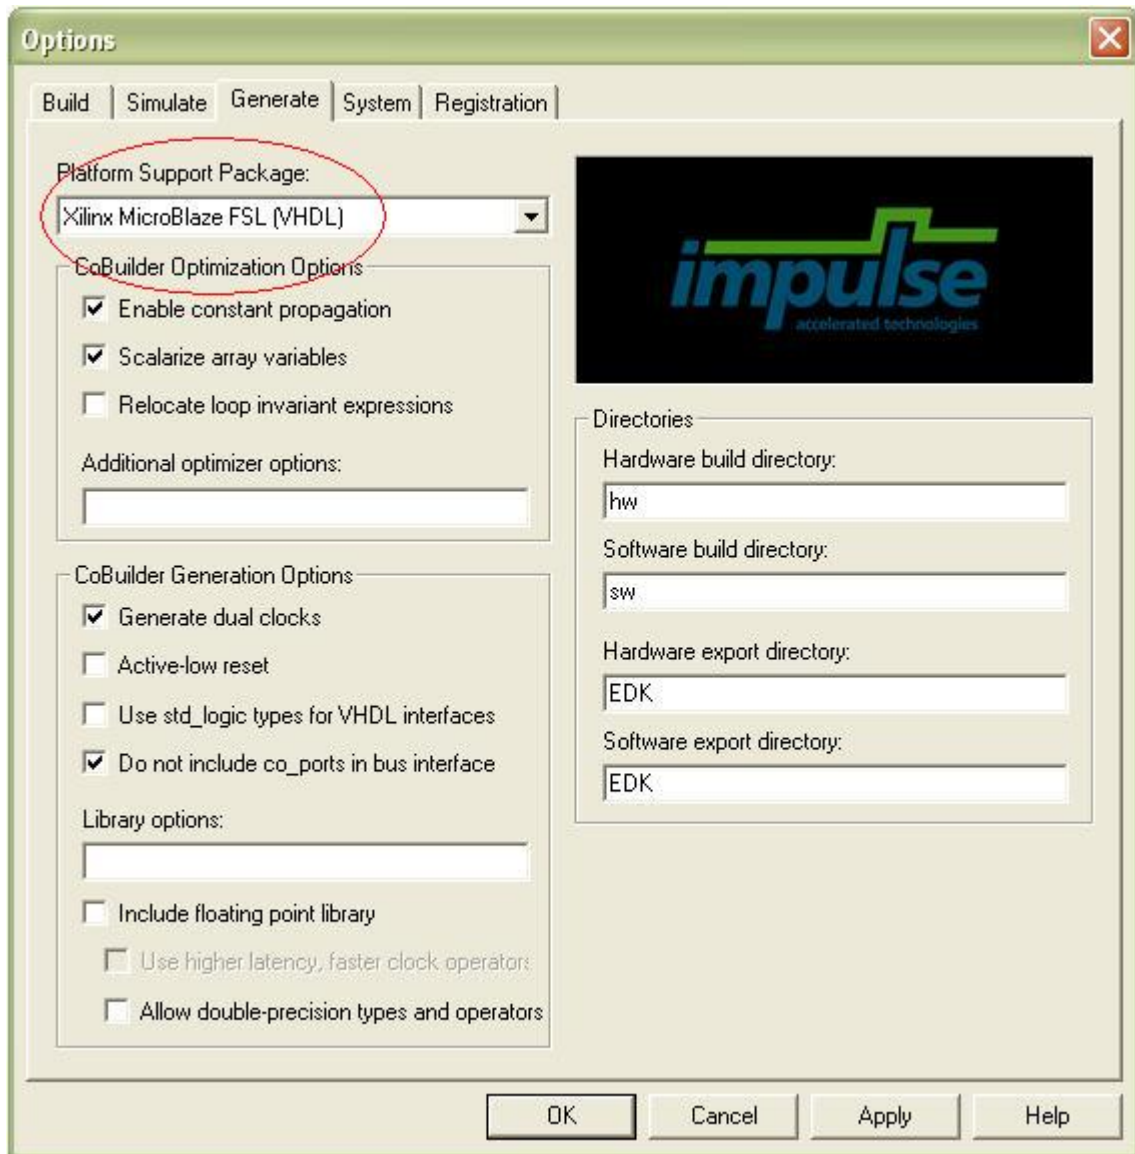 Options
Build
Simulate
Generate
System
Registration
Platform Support Package:
Xilinx MicroBlaze FSL (VHDL)
CoBuilder Optimization Options
Enable constant propagation
Scalarize array variables
Relocate loop invariant expressions
Additional optimizer options:
CoBuilder Generation Options
Generate dual clocks
Active-low reset
Use std_logic types for VHDL interfaces
Do not include co_ports in bus interface
Library options:
Include floating point library
Use higher latency, faster clock operators
Allow double-precision types and operators
impulse
accelerated technologies
Directories
Hardware build directory:
hw
Software build directory:
sw
Hardware export directory:
EDK
Software export directory:
EDK
OK
Cancel
Apply
Help